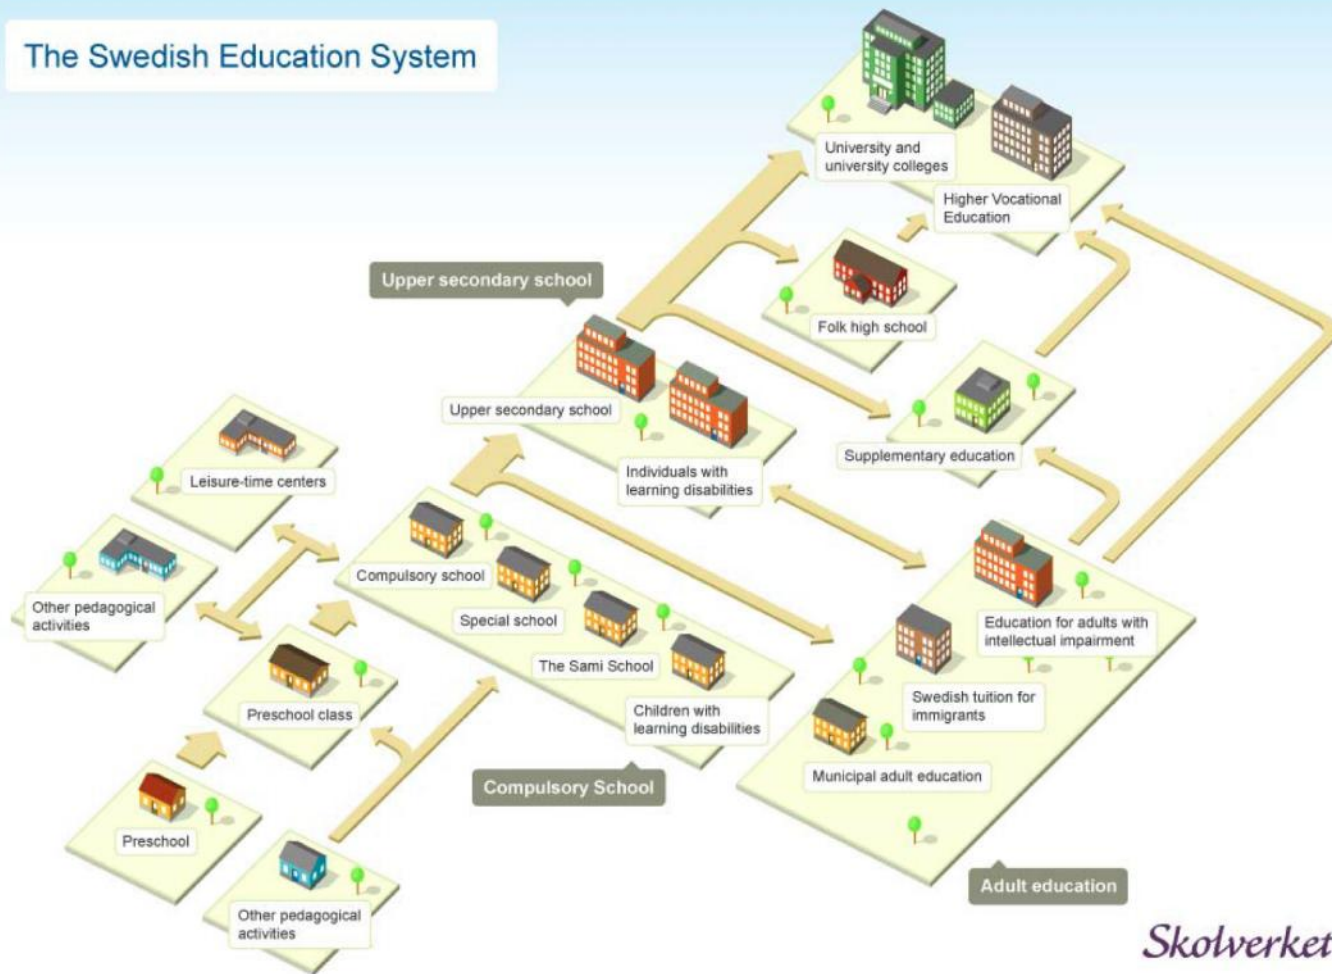 The Swedish Education System
University and
university colleges
Higher Vocational
Education
Upper secondary school
Folk high school
Upper secondary school
Supplementary education
Individuals with
learning disabilities
Leisure-time centers
Other pedagogical
activities
Compulsory school
Special school
The Sami School
Children with
learning disabilities
Education for adults with
intellectual impairment
Swedish tuition for
immigrants
Municipal adult education
Preschool class
Compulsory School
Preschool
Other pedagogical
activities
Adult education
Skolverket